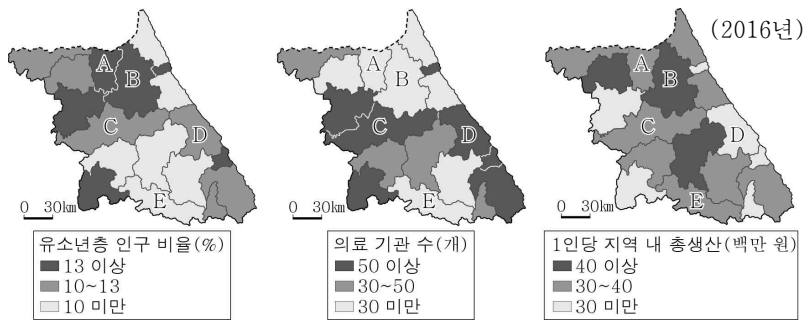 (2016년)
A
B
C
D
E
0 30km
유소년층 인구 비율(%)
13 이상
10~13
10 미만
A
B
C
D
E
0 30km
의료 기관 수(개)
50 이상
30~50
30 미만
A
B
C
D
E
0 30km
1인당 지역 내 총생산(백만 원)
40 이상
30~40
30 미만